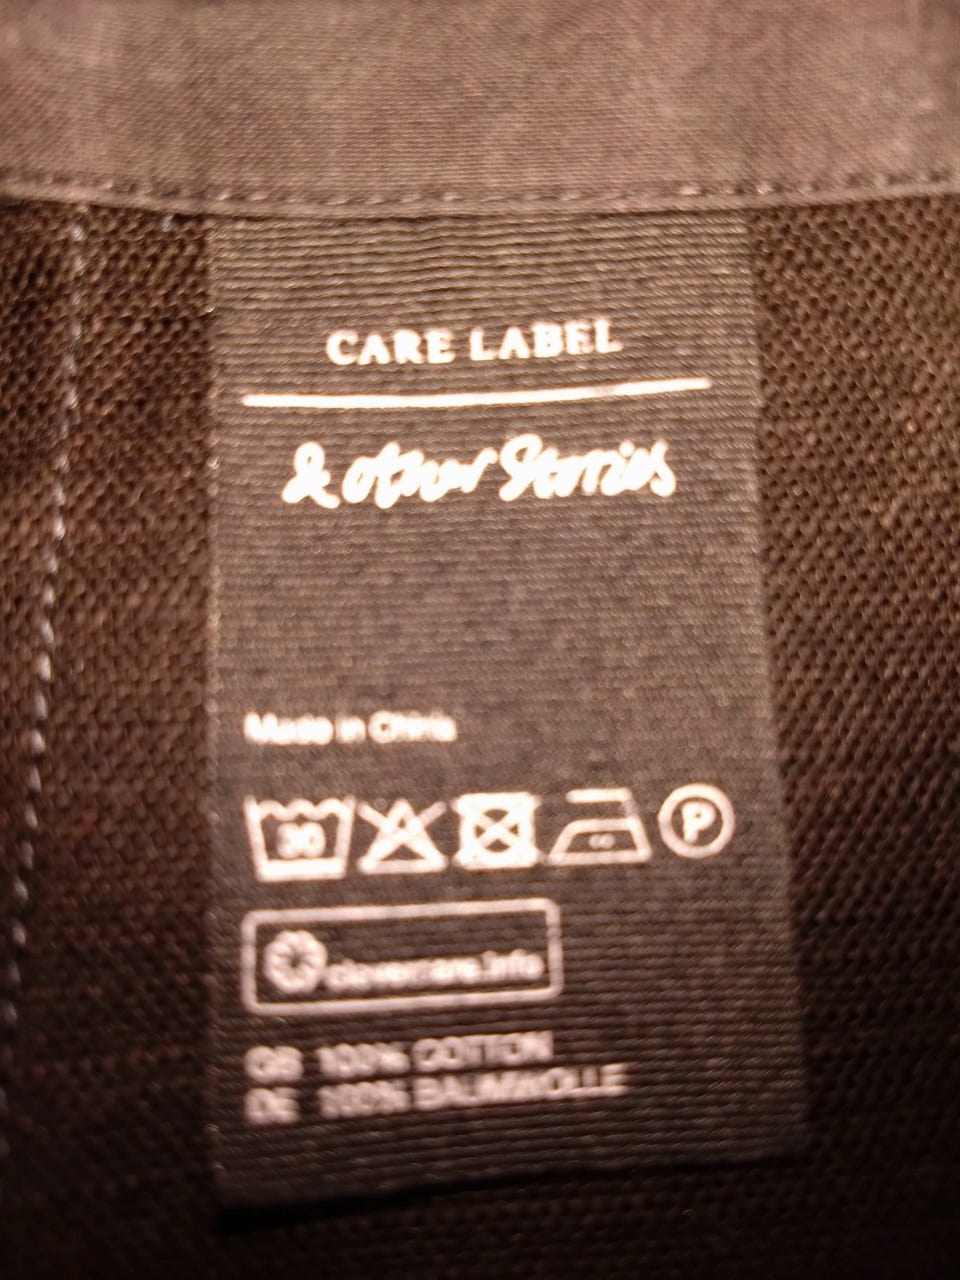 CARE LABEL
& other Stories
Made in China
30
P
clevercare.info
GB 100% COTTON
DE 100% BAUMWOLLE